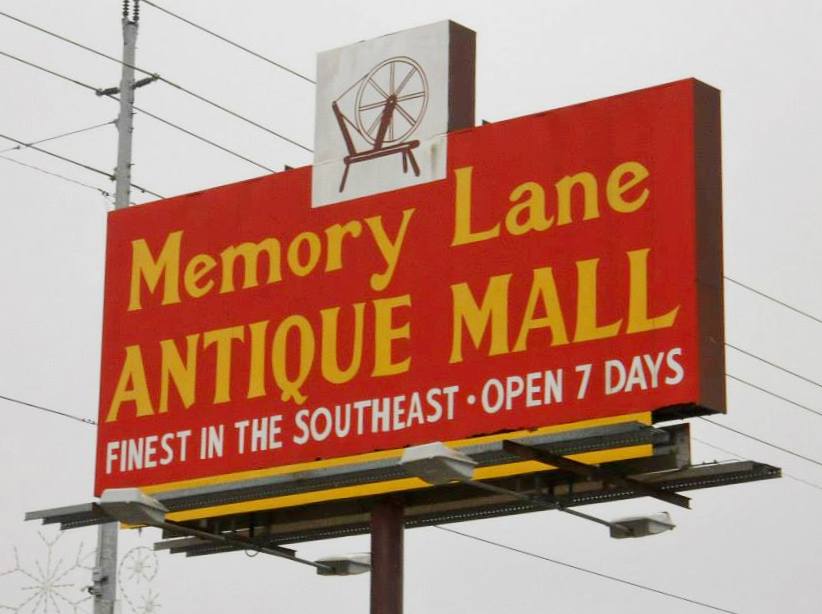 Memory Lane
ANTIQUE MALL
FINEST IN THE SOUTHEAST · OPEN 7 DAYS